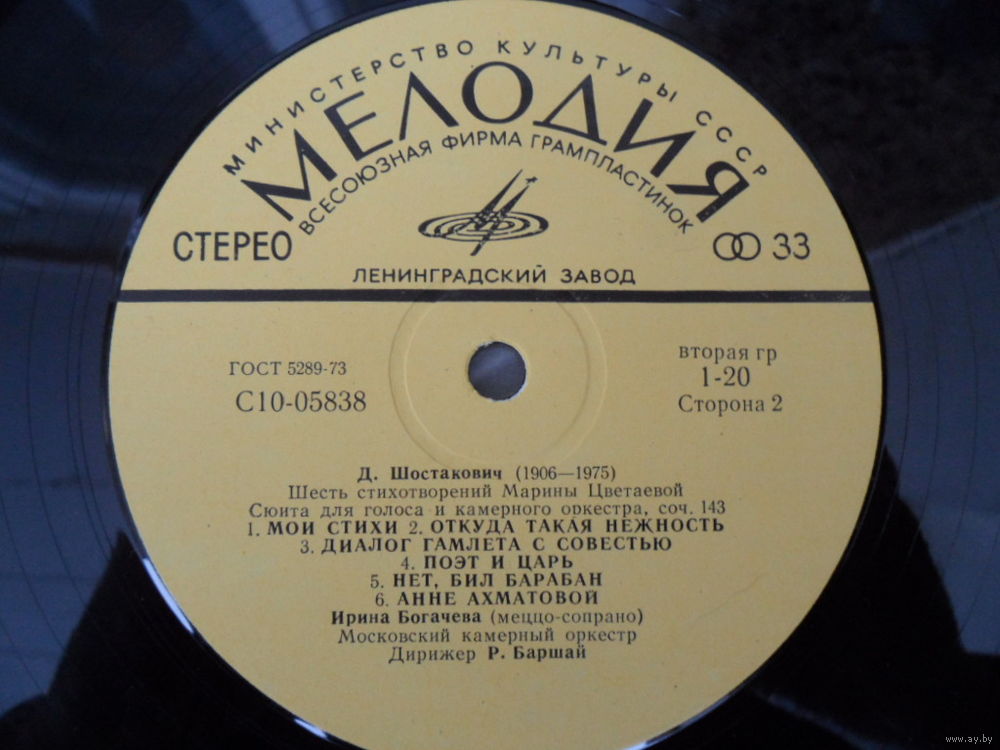 МИНИСТЕРСТВО КУЛЬТУРЫ СССР
МЕЛОДИЯ
ВСЕСОЮЗНАЯ ФИРМА ГРАМПЛАСТИНОК
СТЕРЕО
33
ЛЕНИНГРАДСКИЙ ЗАВОД
ГОСТ 5289-73
С10-05838
вторая гр
1-20
Сторона 2
Д. Шостакович (1906—1975)
Шесть стихотворений Марины Цветаевой
Сюита для голоса и камерного оркестра, соч. 143
1. МОИ СТИХИ 2. ОТКУДА ТАКАЯ НЕЖНОСТЬ
3. ДИАЛОГ ГАМЛЕТА С СОВЕСТЬЮ
4. ПОЭТ И ЦАРЬ
5. НЕТ, БИЛ БАРАБАН
6. АННЕ АХМАТОВОЙ
Ирина Богачева (меццо-сопрано)
Московский камерный оркестр
Дирижер Р. Баршай
www.ay.by